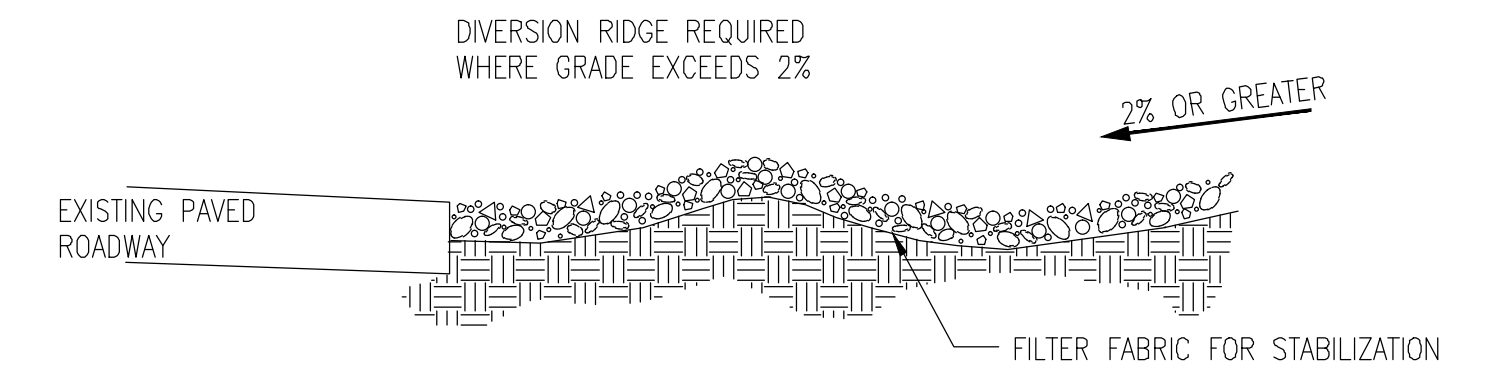 DIVERSION RIDGE REQUIRED
WHERE GRADE EXCEEDS 2%
2% OR GREATER
EXISTING PAVED
ROADWAY
FILTER FABRIC FOR STABILIZATION